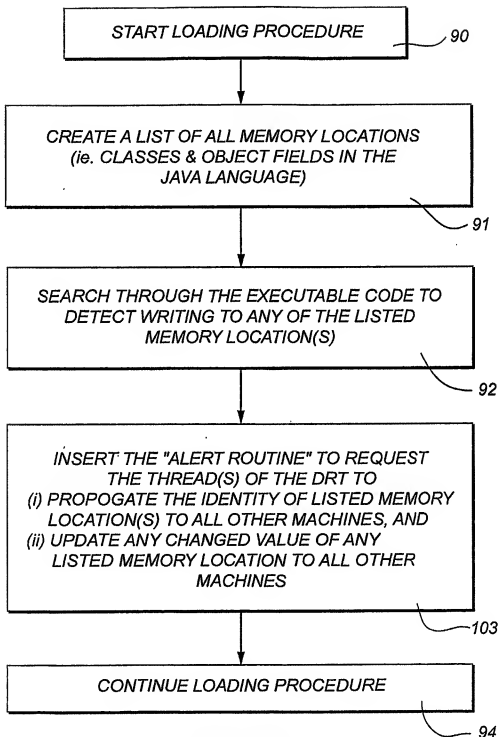 START LOADING PROCEDURE
90
CREATE A LIST OF ALL MEMORY LOCATIONS
(ie. CLASSES & OBJECT FIELDS IN THE
JAVA LANGUAGE)
91
SEARCH THROUGH THE EXECUTABLE CODE TO
DETECT WRITING TO ANY OF THE LISTED
MEMORY LOCATION(S)
92
INSERT THE "ALERT ROUTINE" TO REQUEST
THE THREAD(S) OF THE DRT TO
(i) PROPOGATE THE IDENTITY OF LISTED MEMORY
LOCATION(S) TO ALL OTHER MACHINES, AND
(ii) UPDATE ANY CHANGED VALUE OF ANY
LISTED MEMORY LOCATION TO ALL OTHER
MACHINES
103
CONTINUE LOADING PROCEDURE
94